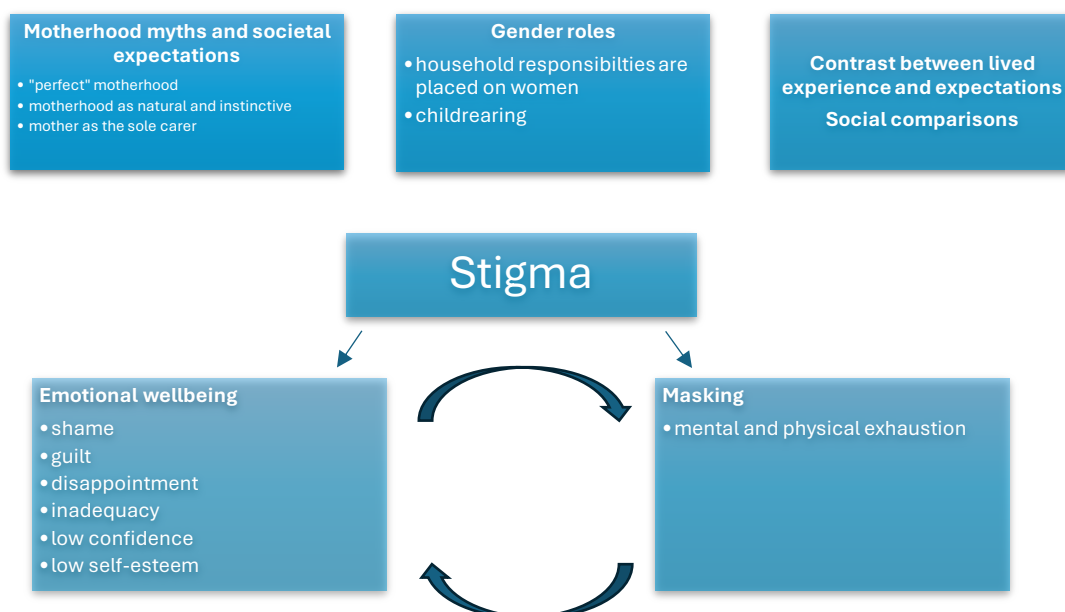 Motherhood myths and societal
expectations
• "perfect" motherhood
• motherhood as natural and instinctive
• mother as the sole carer
Gender roles
• household responsibilties are
placed on women
• childrearing
Contrast between lived
experience and expectations
Social comparisons
Stigma
Emotional wellbeing
• shame
• guilt
• disappointment
• inadequacy
• low confidence
• low self-esteem
Masking
• mental and physical exhaustion